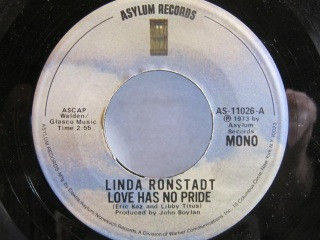 ASYLUM RECORDS
ASCAP
Walden/
Glasco Music
Time 2:55
AS-11026-A
Ⓟ 1973 by
Asylum
Records
MONO
LINDA RONSTADT
LOVE HAS NO PRIDE
(Eric Kaz and Libby Titus)
Produced by John Boylan